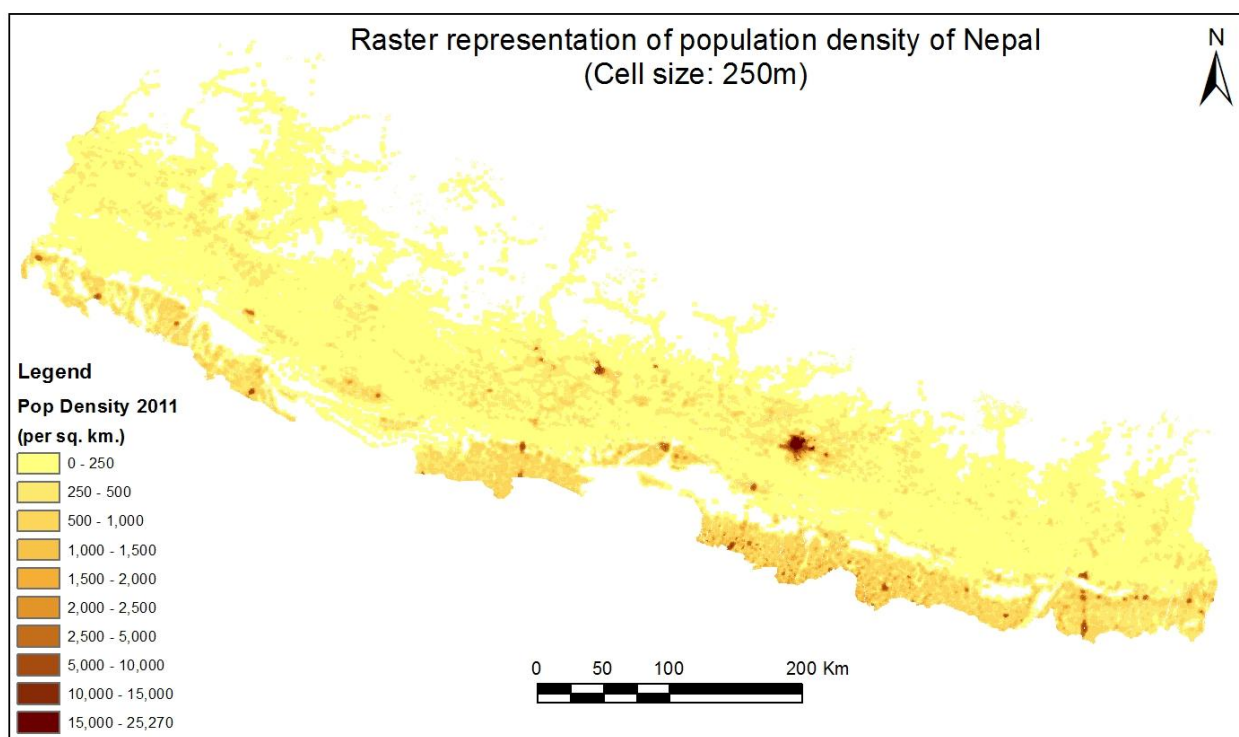 Raster representation of population density of Nepal
(Cell size: 250m)
N
Legend
Pop Density 2011
(per sq. km.)
0 - 250
250 - 500
500 - 1,000
1,000 - 1,500
1,500 - 2,000
2,000 - 2,500
2,500 - 5,000
5,000 - 10,000
10,000 - 15,000
15,000 - 25,270
0 50 100 200 Km